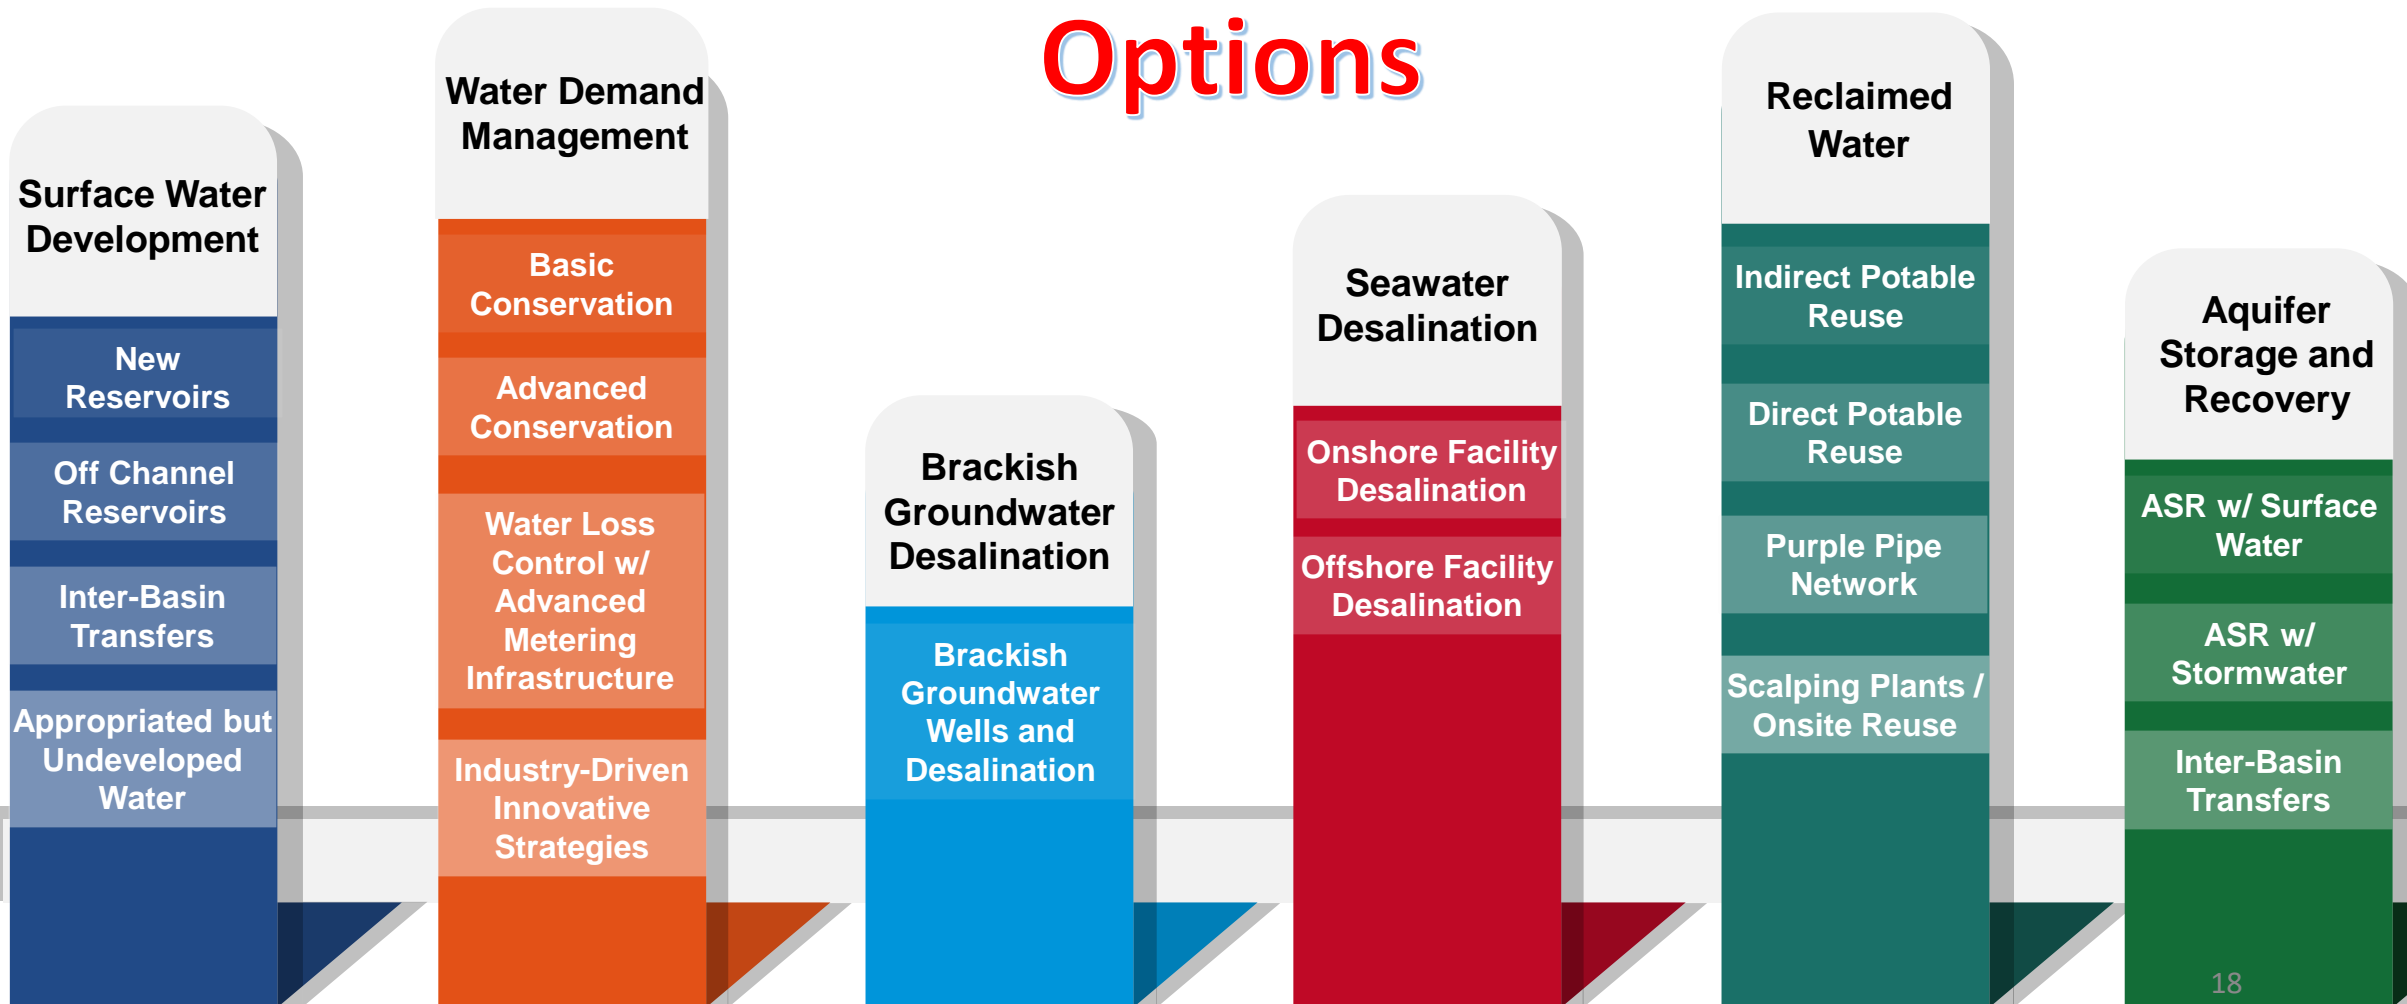 Options
Surface Water
Development
New
Reservoirs
Off Channel
Reservoirs
Inter-Basin
Transfers
Appropriated but
Undeveloped
Water
Water Demand
Management
Basic
Conservation
Advanced
Conservation
Water Loss
Control w/
Advanced
Metering
Infrastructure
Industry-Driven
Innovative
Strategies
Brackish
Groundwater
Desalination
Brackish
Groundwater
Wells and
Desalination
Seawater
Desalination
Onshore Facility
Desalination
Offshore Facility
Desalination
Reclaimed
Water
Indirect Potable
Reuse
Direct Potable
Reuse
Purple Pipe
Network
Scalping Plants /
Onsite Reuse
Aquifer
Storage and
Recovery
ASR w/ Surface
Water
ASR w/
Stormwater
Inter-Basin
Transfers
18